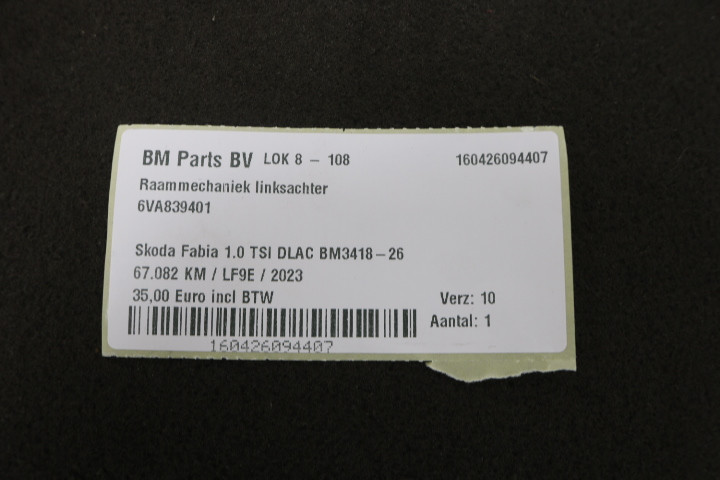 BM Parts BV LOK 8 - 108 160426094407
Raammechaniek linksachter
6VA839401
Skoda Fabia 1.0 TSI DLAC BM3418-26
67.082 KM / LF9E / 2023
35,00 Euro incl BTW Verz: 10
Aantal: 1
160426094407